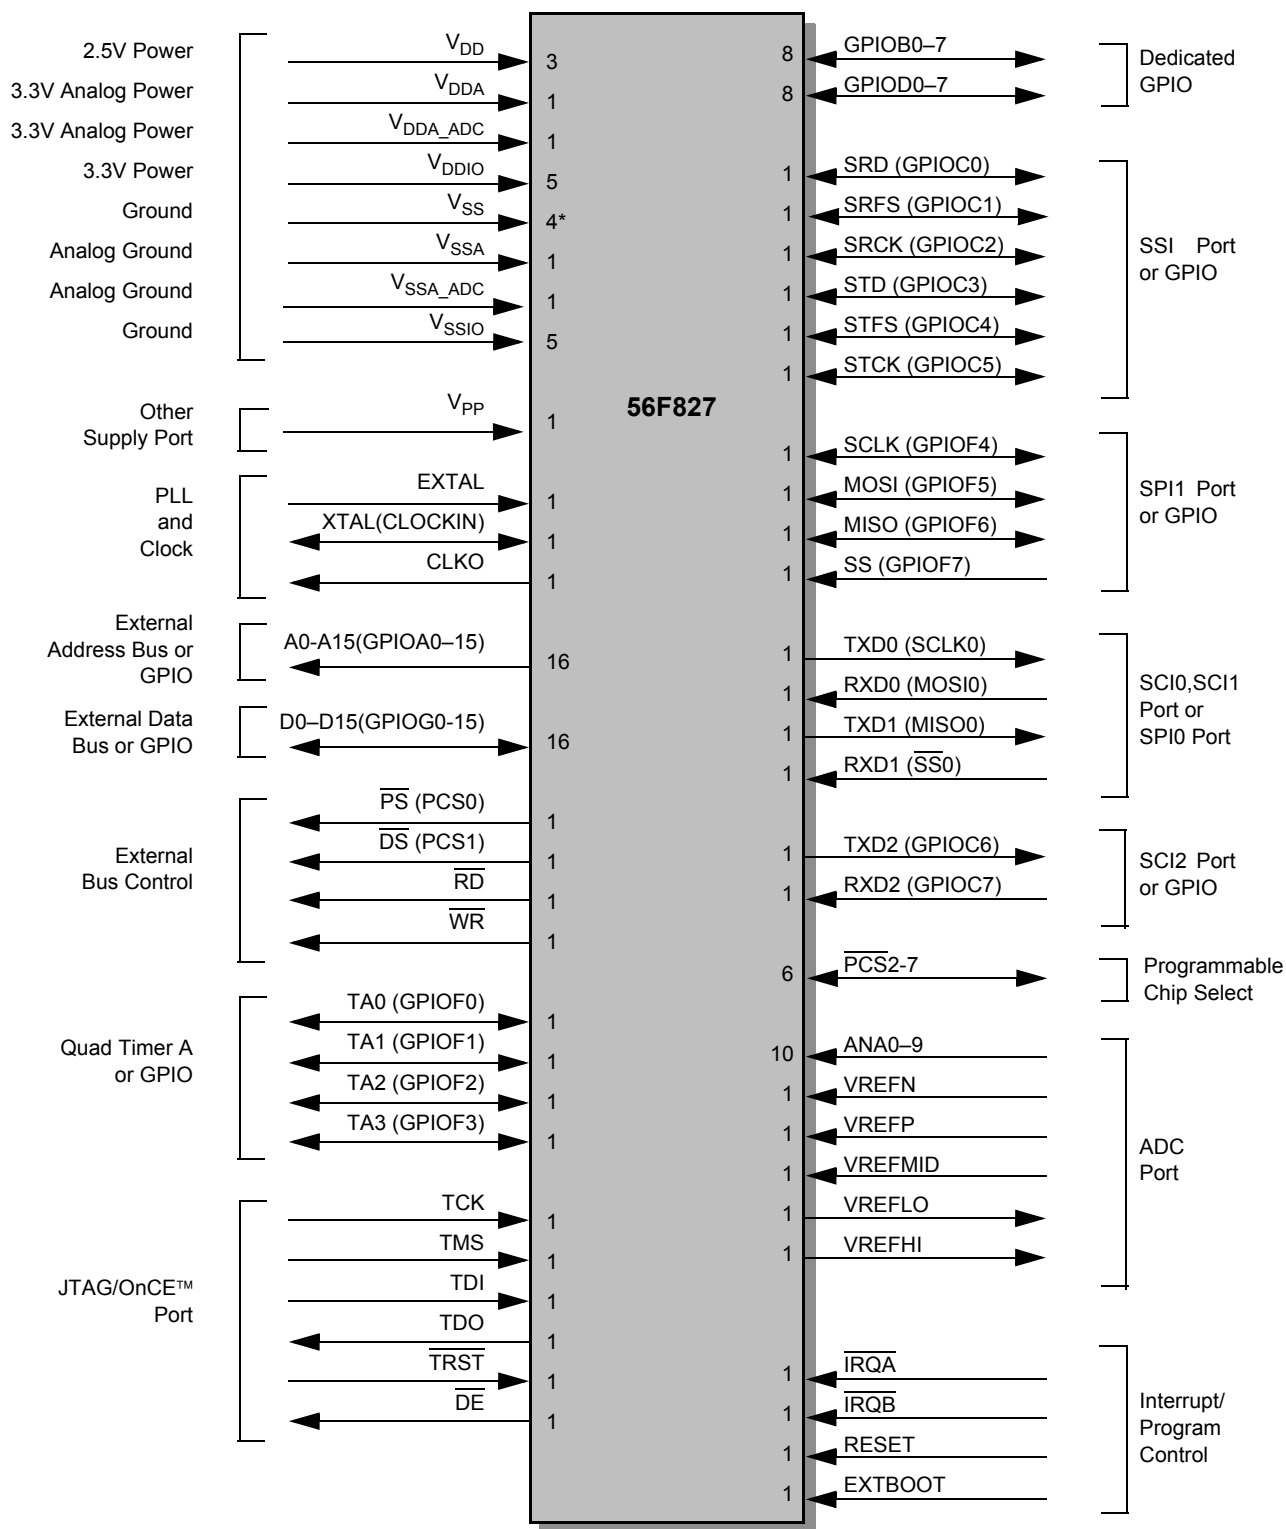 2.5V Power
VDD
3
3.3V Analog Power
VDDA
1
3.3V Analog Power
VDDA_ADC
1
3.3V Power
VDDIO
5
Ground
VSS
4*
Analog Ground
VSSA
1
Analog Ground
VSSA_ADC
1
Ground
VSSIO
5
Other
Supply Port
VPP
1
PLL
and
Clock
EXTAL
1
XTAL(CLOCKIN)
1
CLKO
1
External
Address Bus or
GPIO
A0-A15(GPIOA0–15)
16
External Data
Bus or GPIO
D0–D15(GPIOG0-15)
16
External
Bus Control
P̅S̅ (PCS0)
1
D̅S̅ (PCS1)
1
R̅D̅
1
W̅R̅
1
Quad Timer A
or GPIO
TA0 (GPIOF0)
1
TA1 (GPIOF1)
1
TA2 (GPIOF2)
1
TA3 (GPIOF3)
1
JTAG/OnCE™
Port
TCK
1
TMS
1
TDI
1
TDO
1
T̅R̅S̅T̅
1
D̅E̅
1
56F827
8
GPIOB0–7
8
GPIOD0–7
Dedicated
GPIO
1
SRD (GPIOC0)
1
SRFS (GPIOC1)
1
SRCK (GPIOC2)
1
STD (GPIOC3)
1
STFS (GPIOC4)
1
STCK (GPIOC5)
SSI Port
or GPIO
1
SCLK (GPIOF4)
1
MOSI (GPIOF5)
1
MISO (GPIOF6)
1
SS (GPIOF7)
SPI1 Port
or GPIO
1
TXD0 (SCLK0)
1
RXD0 (MOSI0)
1
TXD1 (MISO0)
1
RXD1 (S̅S̅0)
SCI0,SCI1
Port or
SPI0 Port
1
TXD2 (GPIOC6)
1
RXD2 (GPIOC7)
SCI2 Port
or GPIO
6
P̅C̅S̅2-7
Programmable
Chip Select
10
ANA0–9
1
VREFN
1
VREFP
1
VREFMID
1
VREFLO
1
VREFHI
ADC
Port
1
I̅R̅Q̅A̅
1
I̅R̅Q̅B̅
1
RESET
1
EXTBOOT
Interrupt/
Program
Control